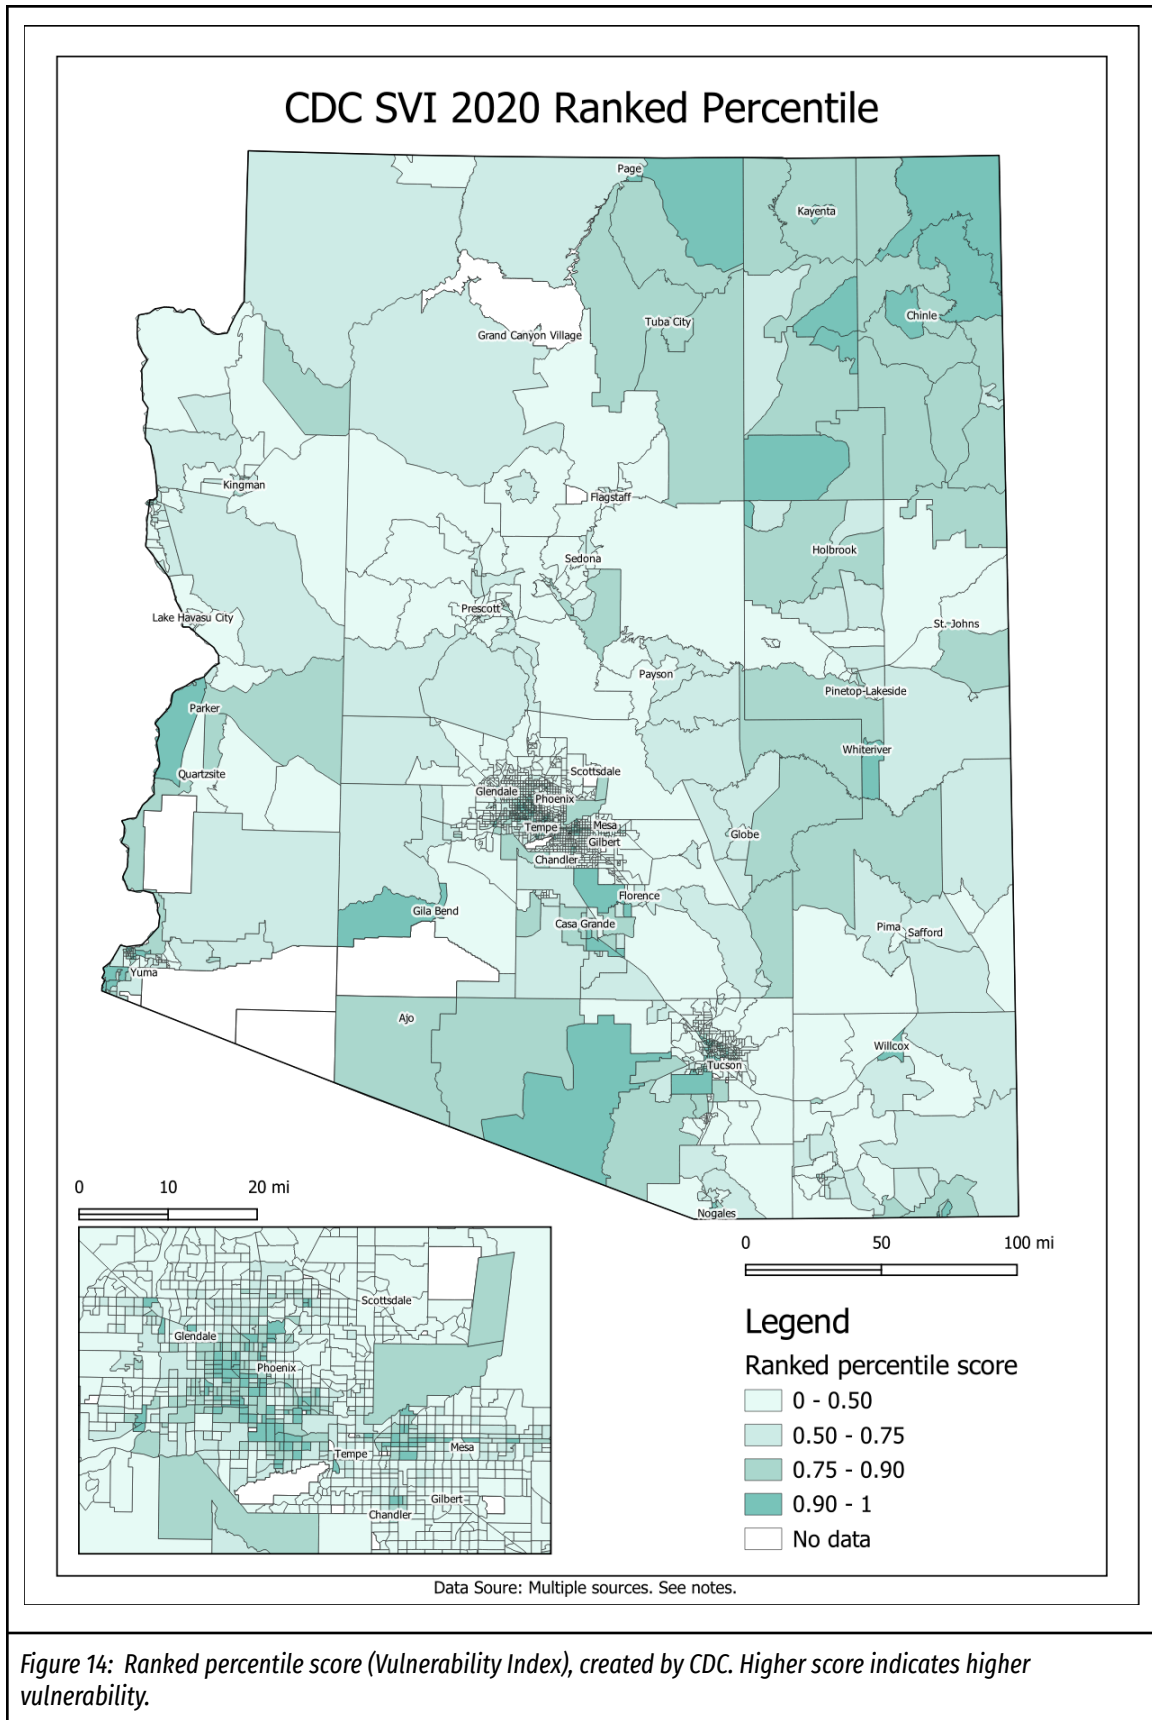 CDC SVI 2020 Ranked Percentile
Page
Kayenta
Chinle
Tuba City
Grand Canyon Village
Kingman
Flagstaff
Holbrook
Sedona
Prescott
Lake Havasu City
St. Johns
Payson
Pinetop-Lakeside
Parker
Whiteriver
Quartzsite
Scottsdale
Glendale
Phoenix
Tempe
Mesa
Globe
Gilbert
Chandler
Florence
Gila Bend
Casa Grande
Pima
Safford
Yuma
Ajo
Willcox
Tucson
Nogales
0 10 20 mi
Scottsdale
Glendale
Phoenix
Tempe
Mesa
Gilbert
Chandler
0 50 100 mi
Legend
Ranked percentile score
0 - 0.50
0.50 - 0.75
0.75 - 0.90
0.90 - 1
No data
Data Soure: Multiple sources. See notes.
Figure 14: Ranked percentile score (Vulnerability Index), created by CDC. Higher score indicates higher
vulnerability.